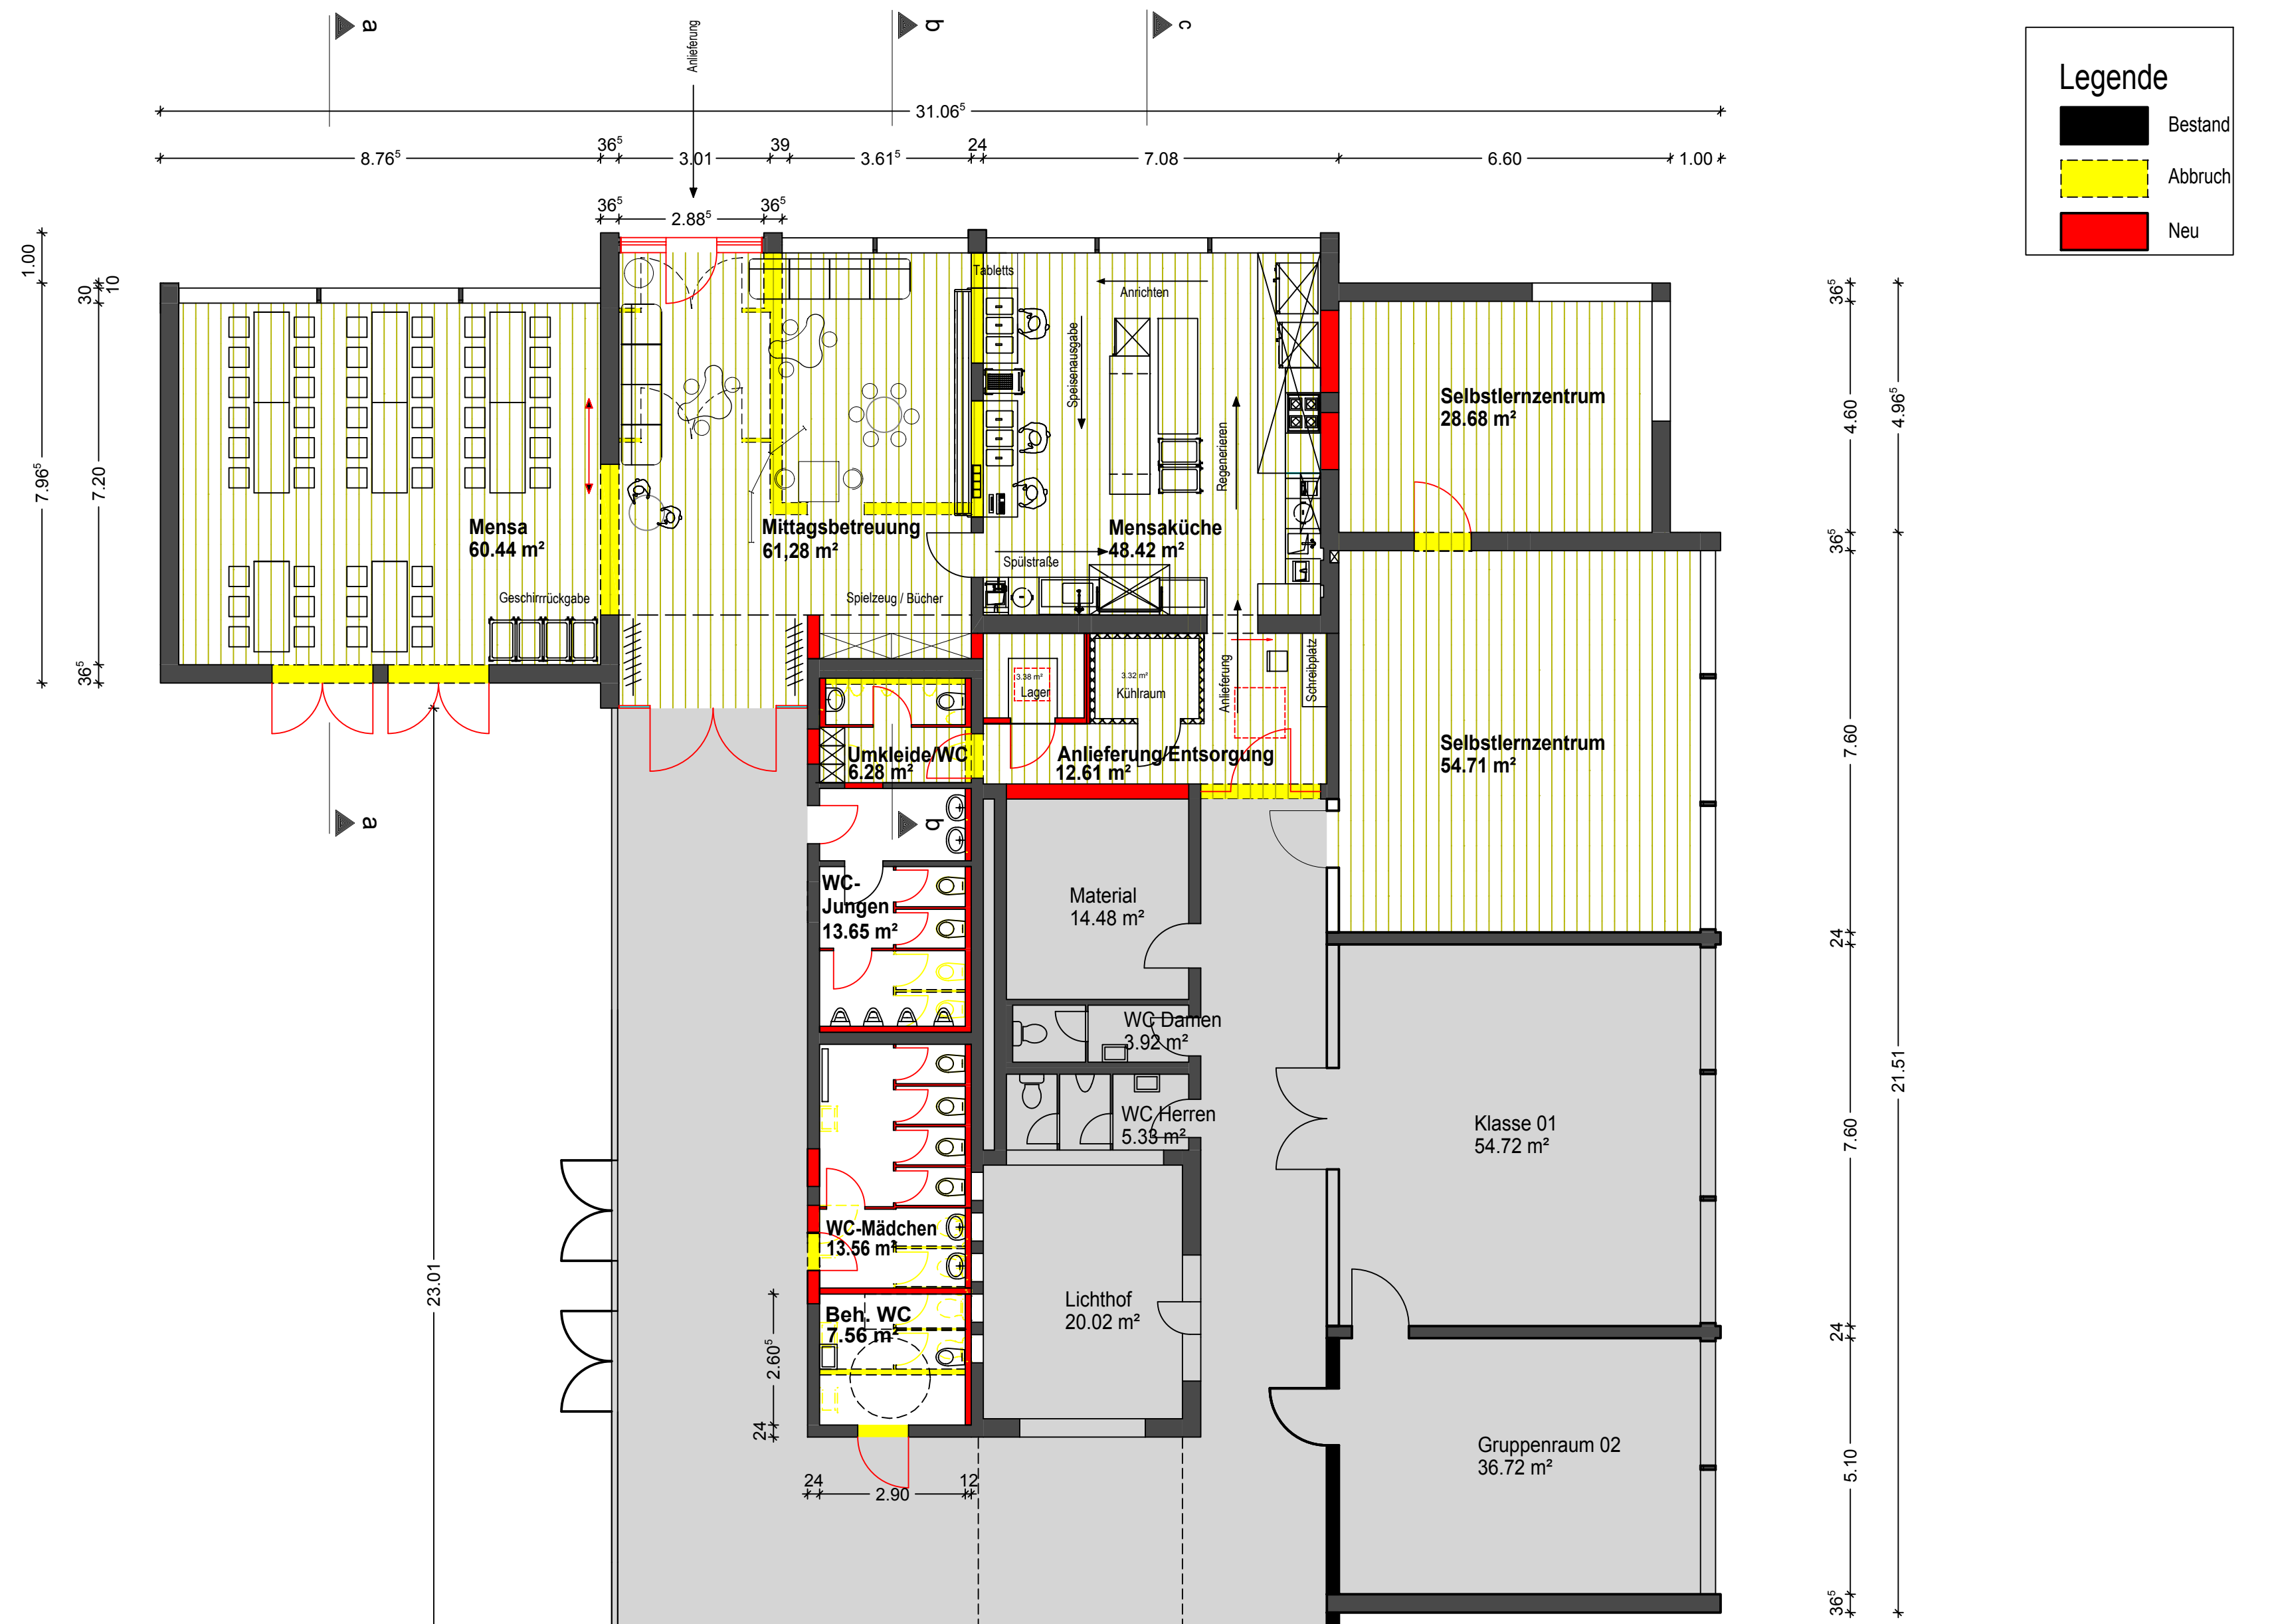 a
b
c
Anlieferung
31.06⁵
8.76⁵
36⁵
3.01
39
3.61⁵
24
7.08
6.60
1.00
36⁵
2.88⁵
36⁵
Legende
Bestand
Abbruch
Neu
1.00
30
10
7.96⁵
7.20
36⁵
Tabletts
Anrichten
Speisenausgabe
Regenerieren
Selbstlernzentrum
28.68 m²
36⁵
4.60
4.96⁵
36⁵
Mensa
60.44 m²
Mittagsbetreuung
61,28 m²
Mensaküche
48.42 m²
Spülstraße
Geschirrrückgabe
Spielzeug / Bücher
3.38 m²
Lager
3.32 m²
Kühlraum
Anlieferung
Schreibplatz
Selbstlernzentrum
54.71 m²
7.60
Umkleide/WC
6.28 m²
Anlieferung/Entsorgung
12.61 m²
a
b
WC-
Jungen
13.65 m²
Material
14.48 m²
24
WC Damen
3.92 m²
WC Herren
5.33 m²
Klasse 01
54.72 m²
7.60
21.51
WC-Mädchen
13.56 m²
23.01
Beh. WC
7.56 m²
Lichthof
20.02 m²
2.60⁵
24
24
2.90
12
24
Gruppenraum 02
36.72 m²
5.10
36⁵